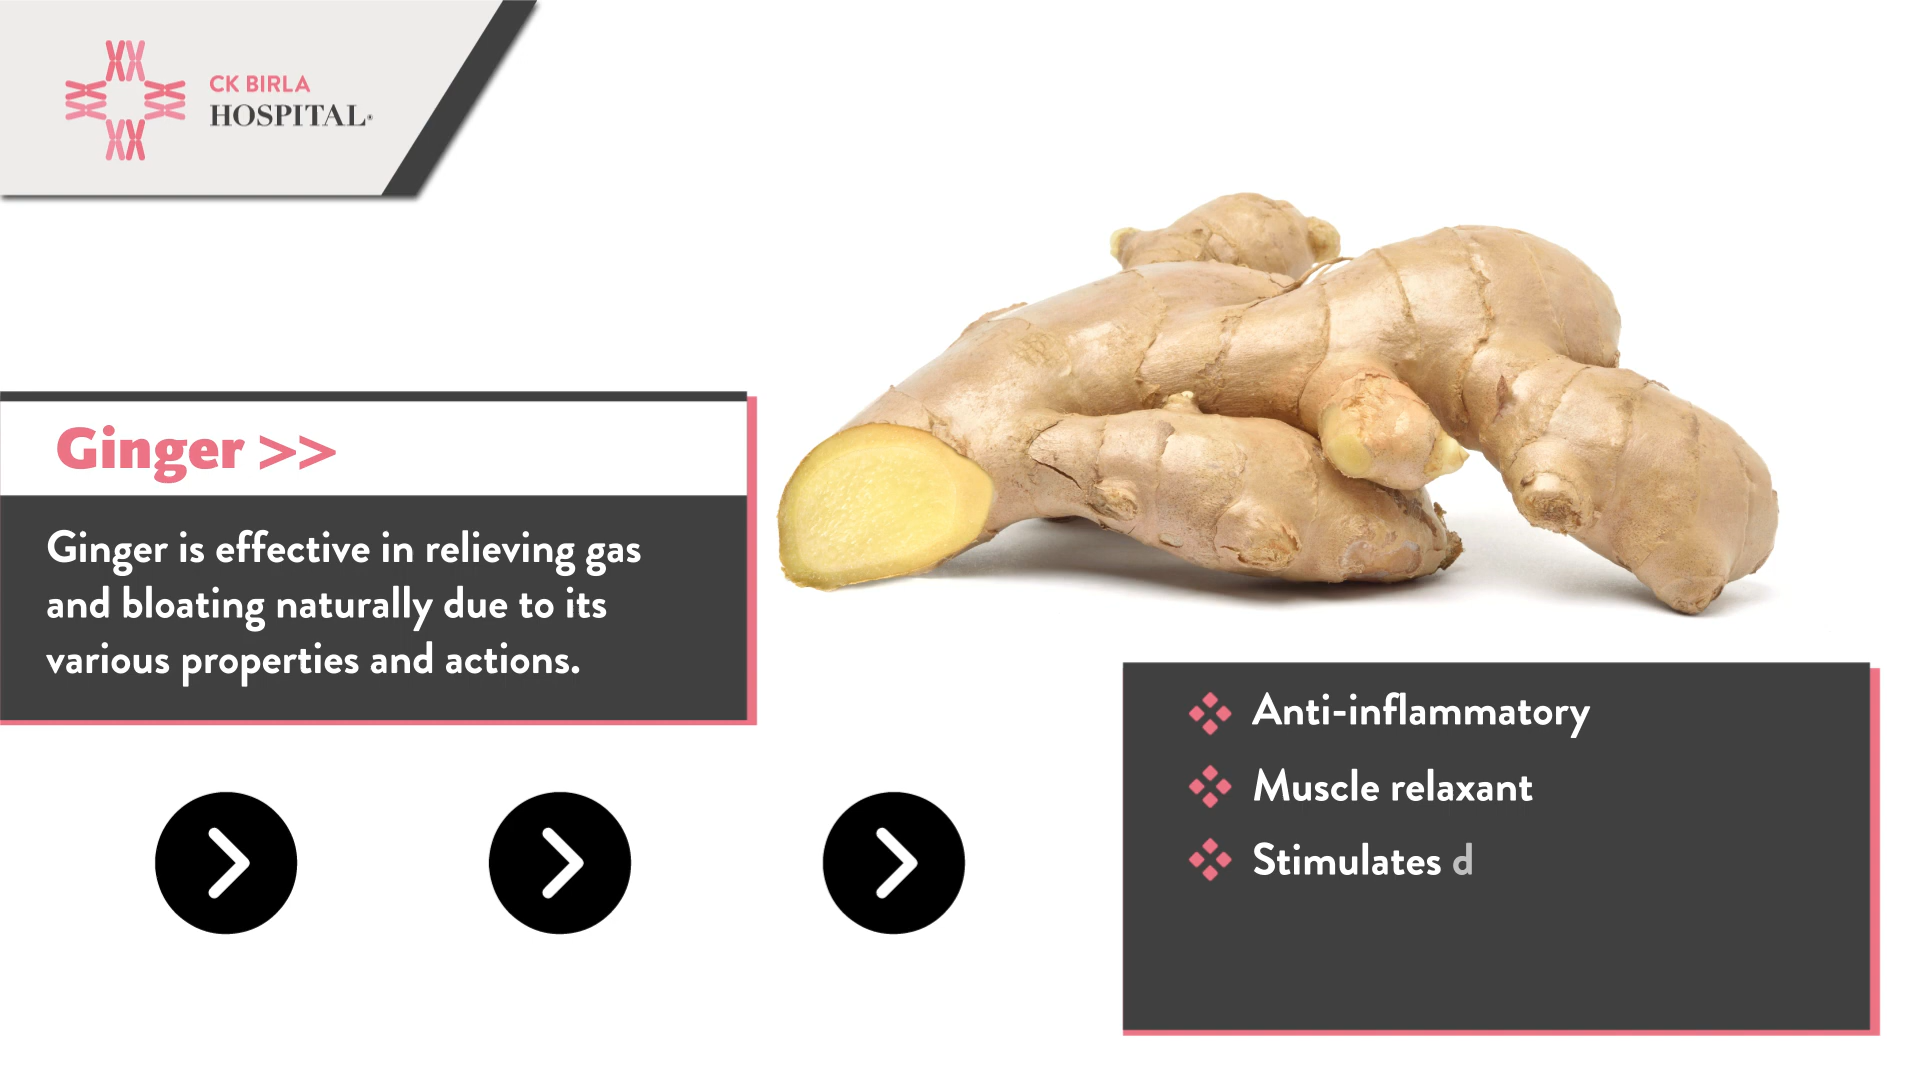 CK BIRLA
HOSPITAL
Ginger >>
Ginger is effective in relieving gas
and bloating naturally due to its
various properties and actions.
Anti-inflammatory
Muscle relaxant
Stimulates d